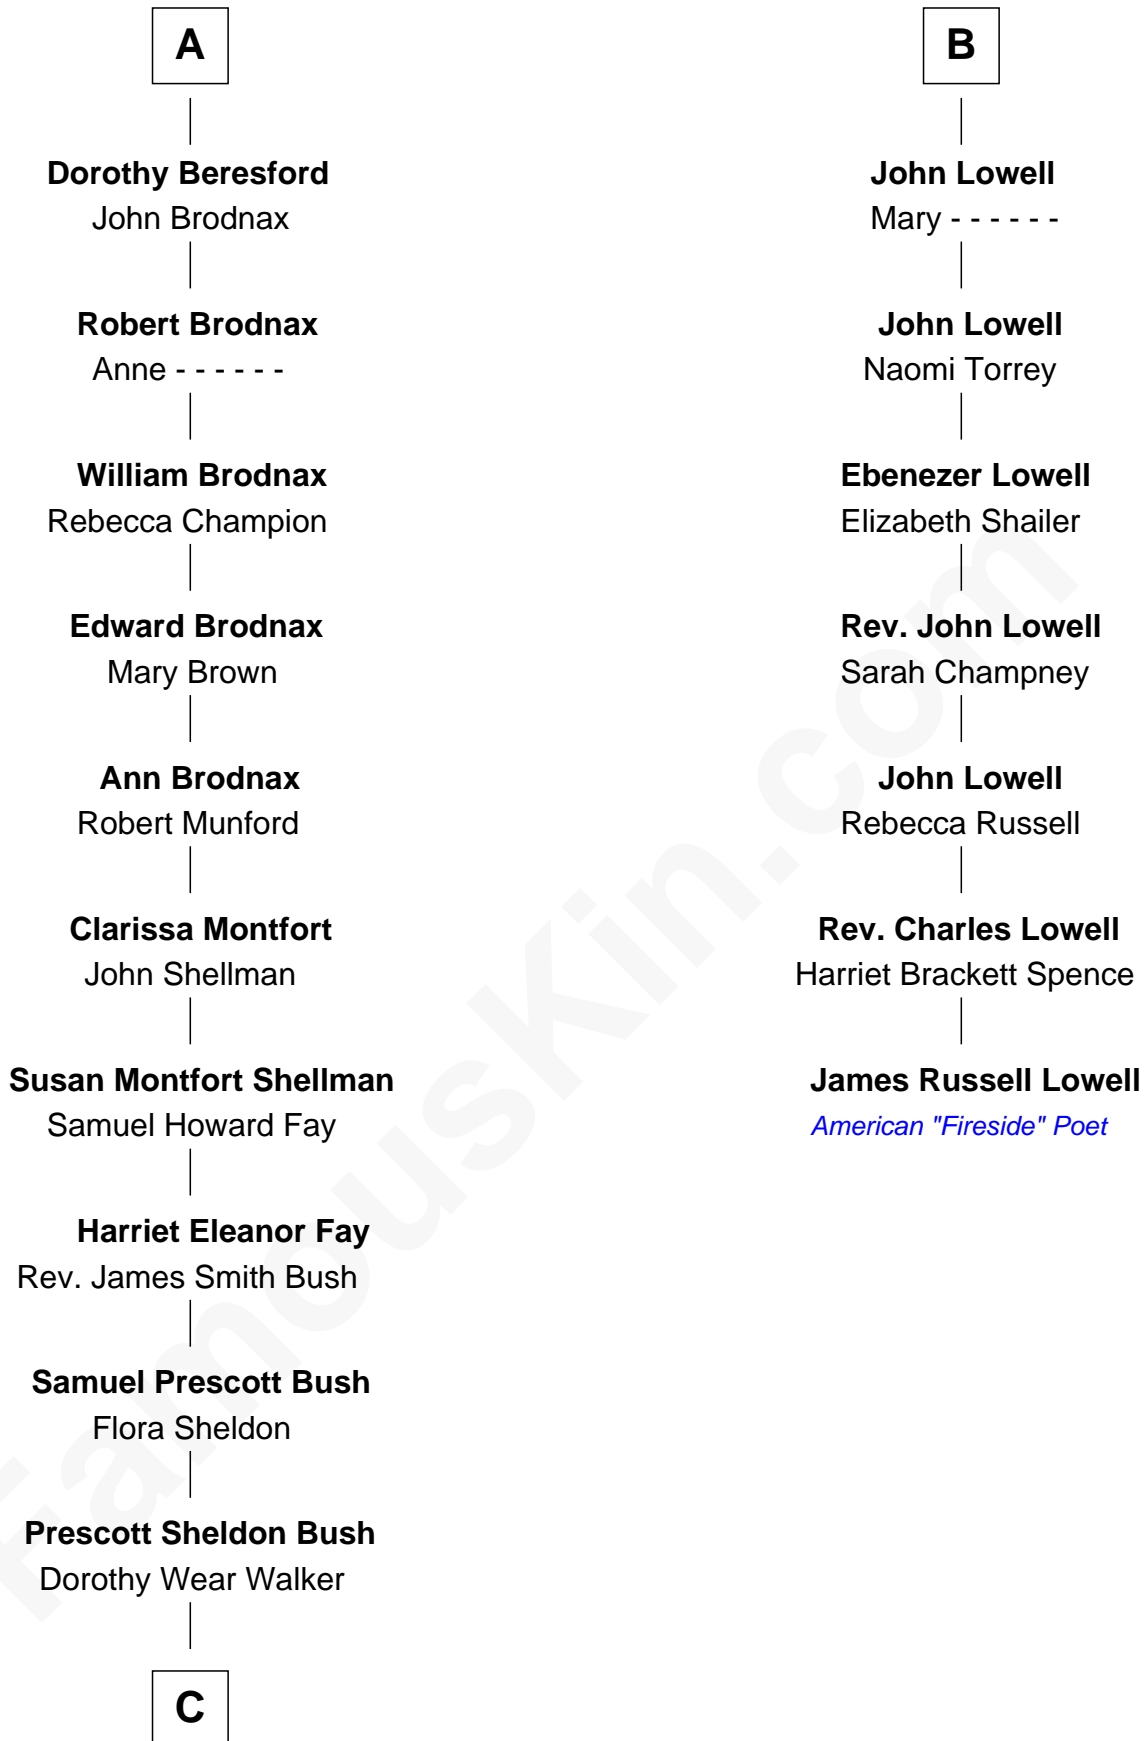 A
Dorothy Beresford
John Brodnax
Robert Brodnax
Anne - - - - - -
William Brodnax
Rebecca Champion
Edward Brodnax
Mary Brown
Ann Brodnax
Robert Munford
Clarissa Montfort
John Shellman
Susan Montfort Shellman
Samuel Howard Fay
Harriet Eleanor Fay
Rev. James Smith Bush
Samuel Prescott Bush
Flora Sheldon
Prescott Sheldon Bush
Dorothy Wear Walker
C
B
John Lowell
Mary - - - - - -
John Lowell
Naomi Torrey
Ebenezer Lowell
Elizabeth Shailer
Rev. John Lowell
Sarah Champney
John Lowell
Rebecca Russell
Rev. Charles Lowell
Harriet Brackett Spence
James Russell Lowell
American "Fireside" Poet
FamousKin.com